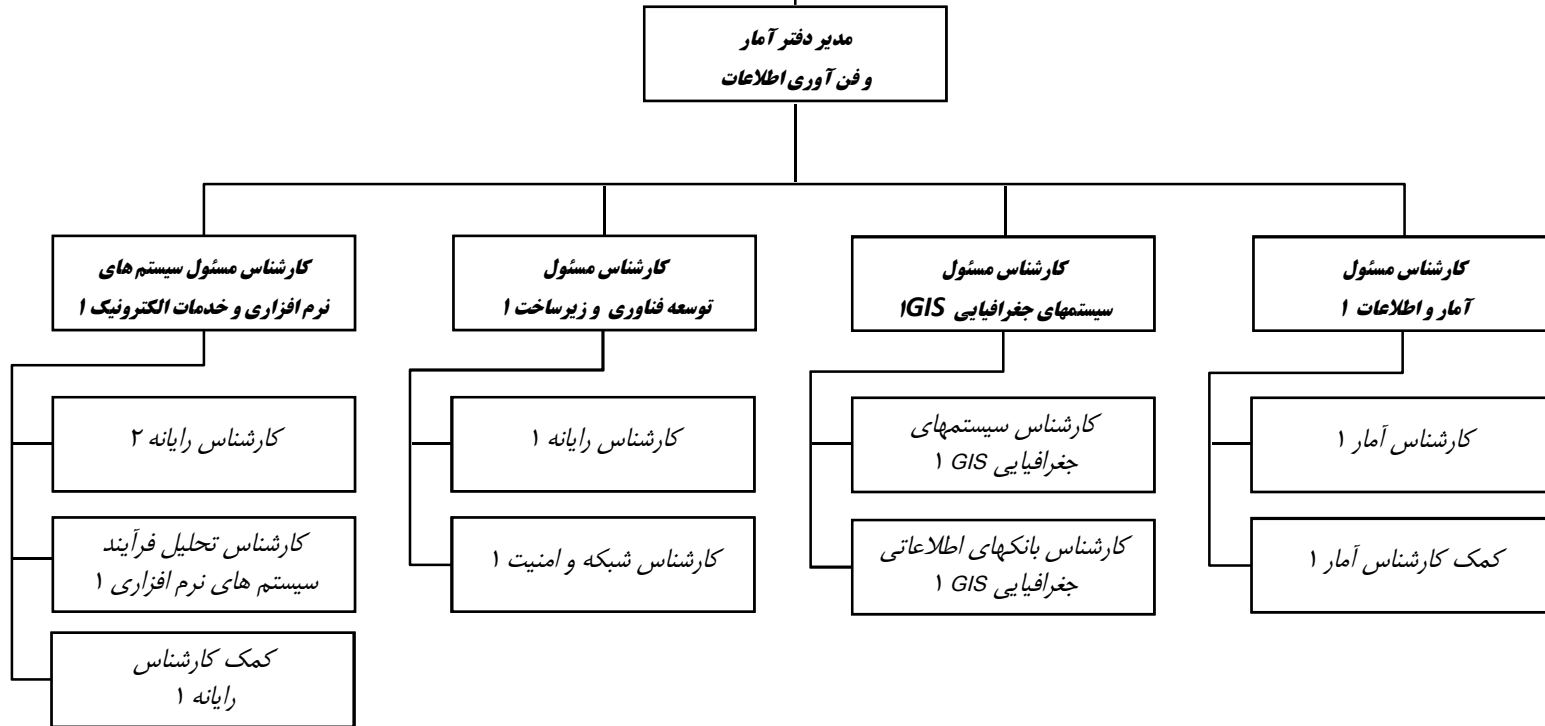 مدیر دفتر آمار
و فن آوری اطلاعات
کارشناس مسئول
آمار و اطلاعات ۱
کارشناس مسئول
سیستمهای جغرافیایی GIS۱
کارشناس مسئول
توسعه فناوری و زیرساخت ۱
کارشناس مسئول سیستم های
نرم افزاری و خدمات الکترونیک ۱
کارشناس آمار ۱
کمک کارشناس آمار ۱
کارشناس سیستمهای
جغرافیایی GIS ۱
کارشناس بانکهای اطلاعاتی
جغرافیایی GIS ۱
کارشناس رایانه ۱
کارشناس شبکه و امنیت ۱
کارشناس رایانه ۲
کارشناس تحلیل فرآیند
سیستم های نرم افزاری ۱
کمک کارشناس
رایانه ۱